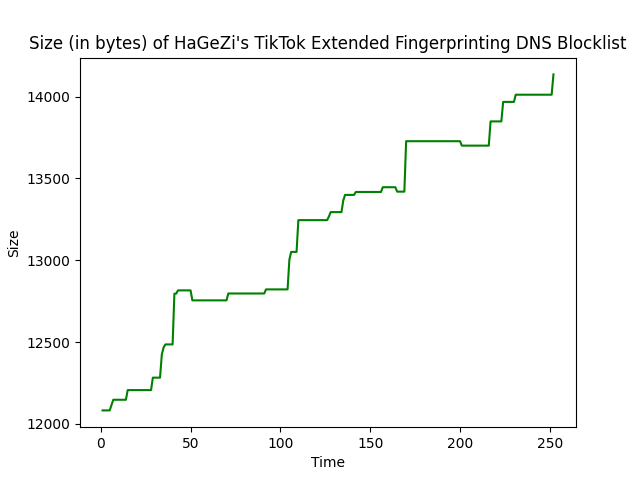 Size (in bytes) of HaGeZi's TikTok Extended Fingerprinting DNS Blocklist
14000
13500
13000
12500
12000
Size
0 50 100 150 200 250
Time